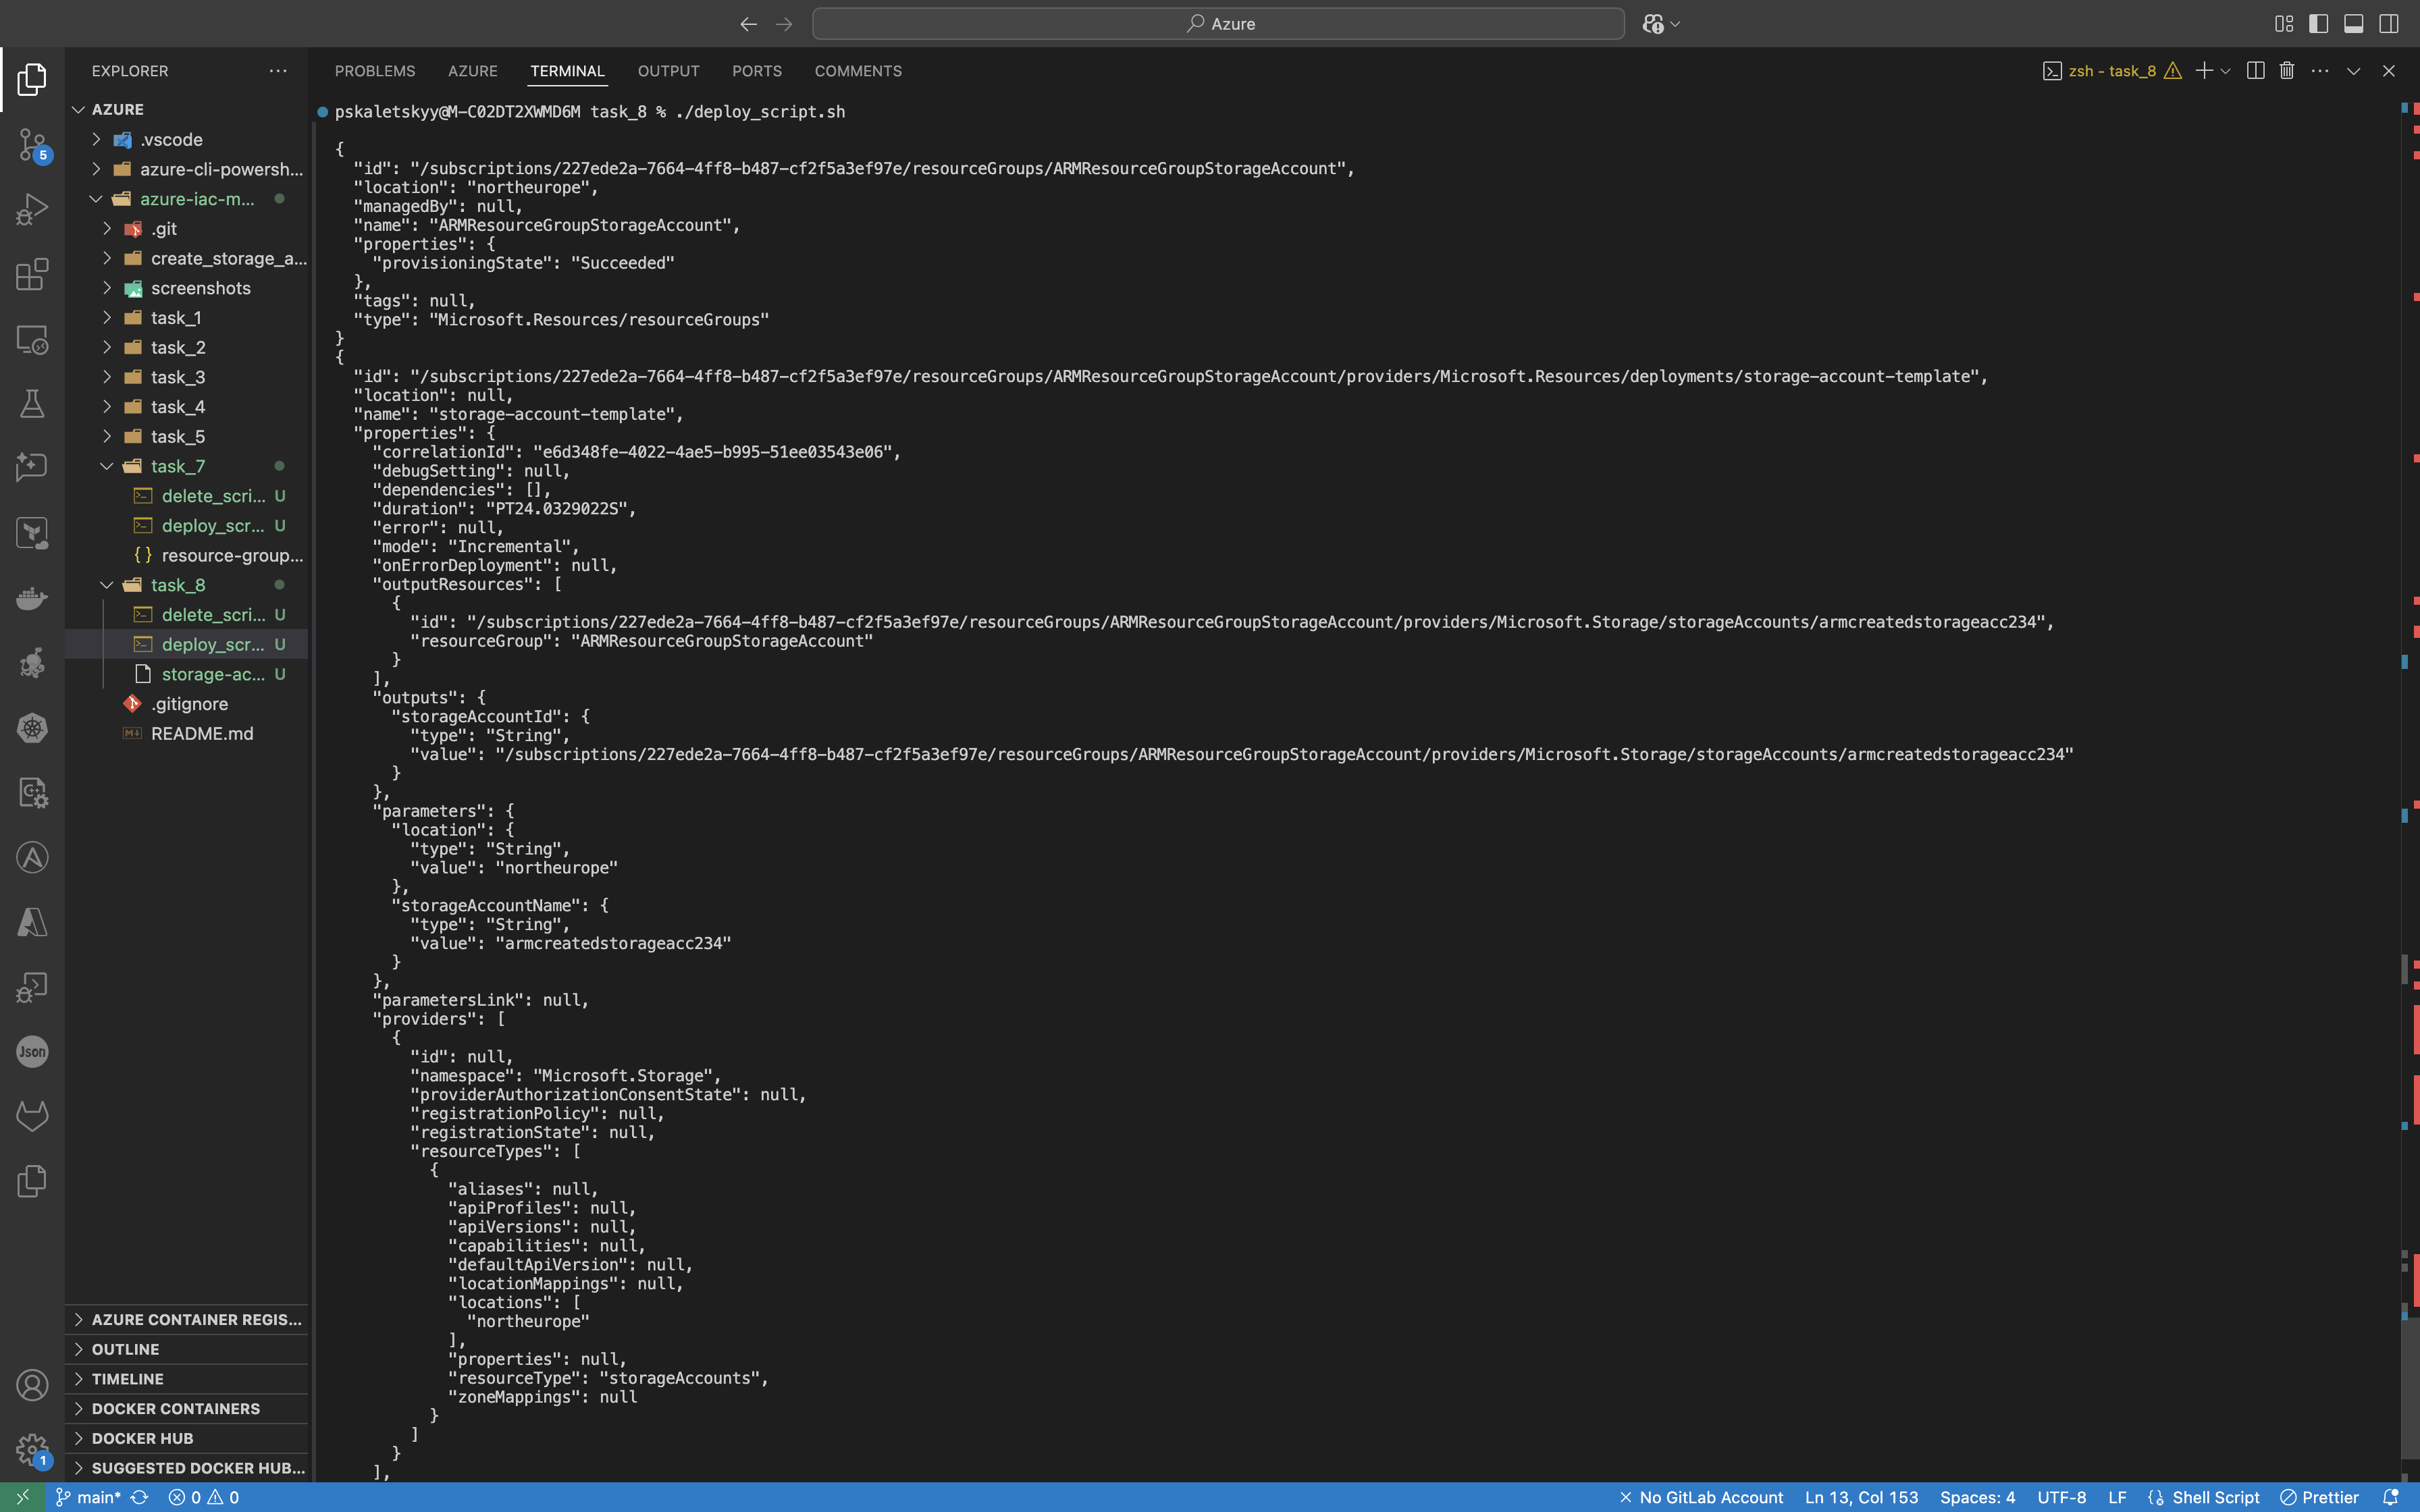 Azure
EXPLORER
PROBLEMS
AZURE
TERMINAL
OUTPUT
PORTS
COMMENTS
zsh - task_8
AZURE
.vscode
azure-cli-powersh...
azure-iac-m...
.git
create_storage_a...
screenshots
task_1
task_2
task_3
task_4
task_5
task_7
delete_scri... U
deploy_scr... U
resource-group...
task_8
delete_scri... U
deploy_scr... U
storage-ac... U
.gitignore
README.md
AZURE CONTAINER REGIS...
OUTLINE
TIMELINE
DOCKER CONTAINERS
DOCKER HUB
SUGGESTED DOCKER HUB...
5
Json
1
pskaletskyy@M-C02DT2XWMD6M task_8 % ./deploy_script.sh
{
"id": "/subscriptions/227ede2a-7664-4ff8-b487-cf2f5a3ef97e/resourceGroups/ARMResourceGroupStorageAccount",
"location": "northeurope",
"managedBy": null,
"name": "ARMResourceGroupStorageAccount",
"properties": {
"provisioningState": "Succeeded"
},
"tags": null,
"type": "Microsoft.Resources/resourceGroups"
}
{
"id": "/subscriptions/227ede2a-7664-4ff8-b487-cf2f5a3ef97e/resourceGroups/ARMResourceGroupStorageAccount/providers/Microsoft.Resources/deployments/storage-account-template",
"location": null,
"name": "storage-account-template",
"properties": {
"correlationId": "e6d348fe-4022-4ae5-b995-51ee03543e06",
"debugSetting": null,
"dependencies": [],
"duration": "PT24.0329022S",
"error": null,
"mode": "Incremental",
"onErrorDeployment": null,
"outputResources": [
{
"id": "/subscriptions/227ede2a-7664-4ff8-b487-cf2f5a3ef97e/resourceGroups/ARMResourceGroupStorageAccount/providers/Microsoft.Storage/storageAccounts/armcreatedstorageacc234",
"resourceGroup": "ARMResourceGroupStorageAccount"
}
],
"outputs": {
"storageAccountId": {
"type": "String",
"value": "/subscriptions/227ede2a-7664-4ff8-b487-cf2f5a3ef97e/resourceGroups/ARMResourceGroupStorageAccount/providers/Microsoft.Storage/storageAccounts/armcreatedstorageacc234"
}
},
"parameters": {
"location": {
"type": "String",
"value": "northeurope"
},
"storageAccountName": {
"type": "String",
"value": "armcreatedstorageacc234"
}
},
"parametersLink": null,
"providers": [
{
"id": null,
"namespace": "Microsoft.Storage",
"providerAuthorizationConsentState": null,
"registrationPolicy": null,
"registrationState": null,
"resourceTypes": [
{
"aliases": null,
"apiProfiles": null,
"apiVersions": null,
"capabilities": null,
"defaultApiVersion": null,
"locationMappings": null,
"locations": [
"northeurope"
],
"properties": null,
"resourceType": "storageAccounts",
"zoneMappings": null
}
]
}
],
main* 0 0
No GitLab Account
Ln 13, Col 153
Spaces: 4
UTF-8
LF
Shell Script
Prettier